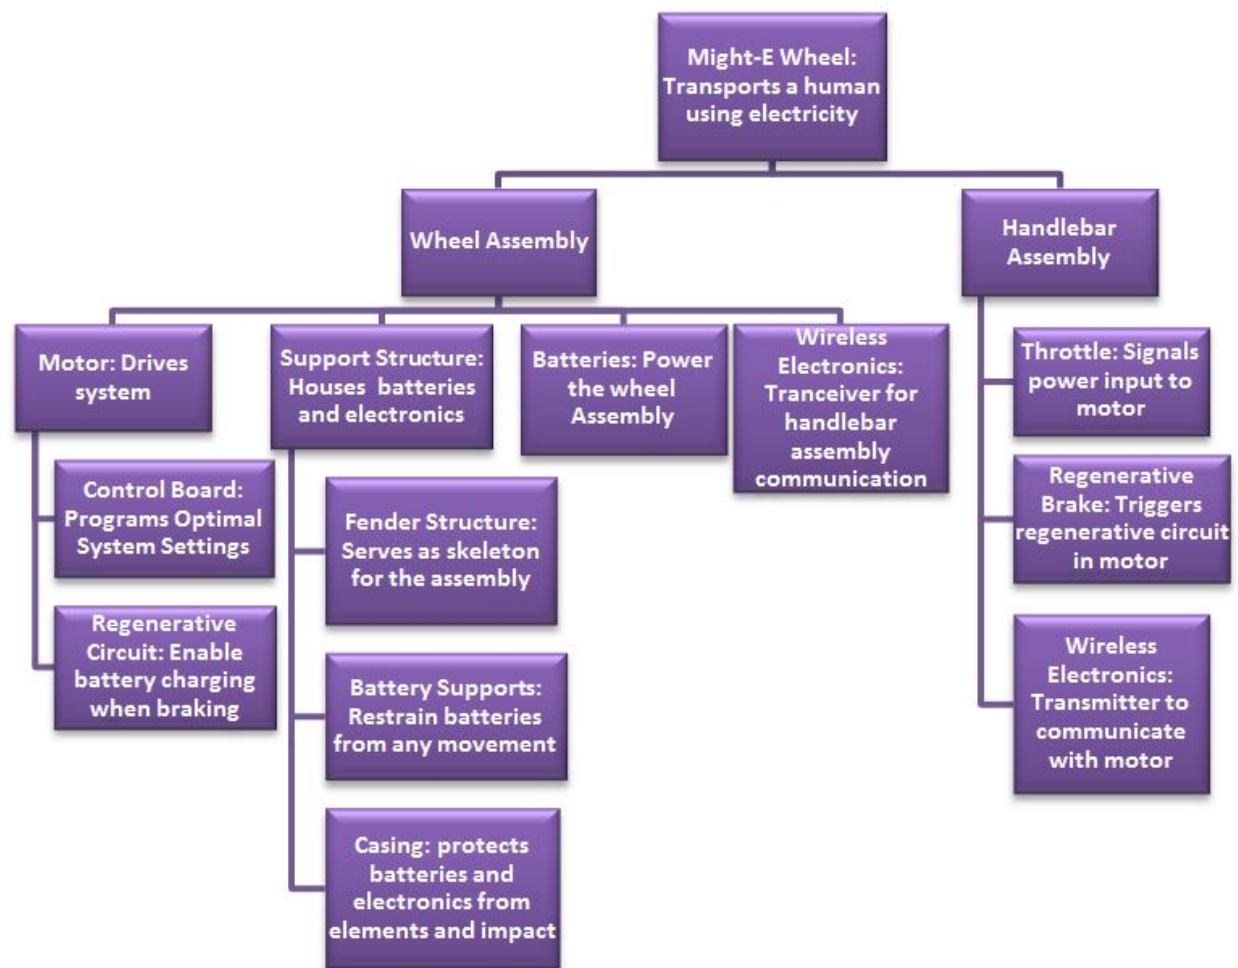 Might-E Wheel:
Transports a human
using electricity
Wheel Assembly
Handlebar
Assembly
Motor: Drives
system
Support Structure:
Houses batteries
and electronics
Batteries: Power
the wheel
Assembly
Wireless
Electronics:
Tranceiver for
handlebar
assembly
communication
Throttle: Signals
power input to
motor
Control Board:
Programs Optimal
System Settings
Fender Structure:
Serves as skeleton
for the assembly
Regenerative
Brake: Triggers
regenerative circuit
in motor
Regenerative
Circuit: Enable
battery charging
when braking
Battery Supports:
Restrain batteries
from any movement
Wireless
Electronics:
Transmitter to
communicate
with motor
Casing: protects
batteries and
electronics from
elements and impact